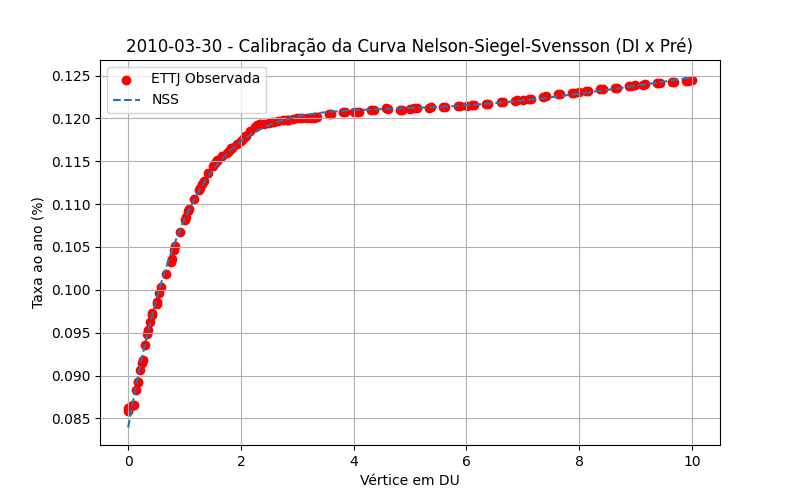 2010-03-30 - Calibração da Curva Nelson-Siegel-Svensson (DI x Pré)
ETTJ Observada
NSS
Taxa ao ano (%)
0.125
0.120
0.115
0.110
0.105
0.100
0.095
0.090
0.085
0 2 4 6 8 10
Vértice em DU